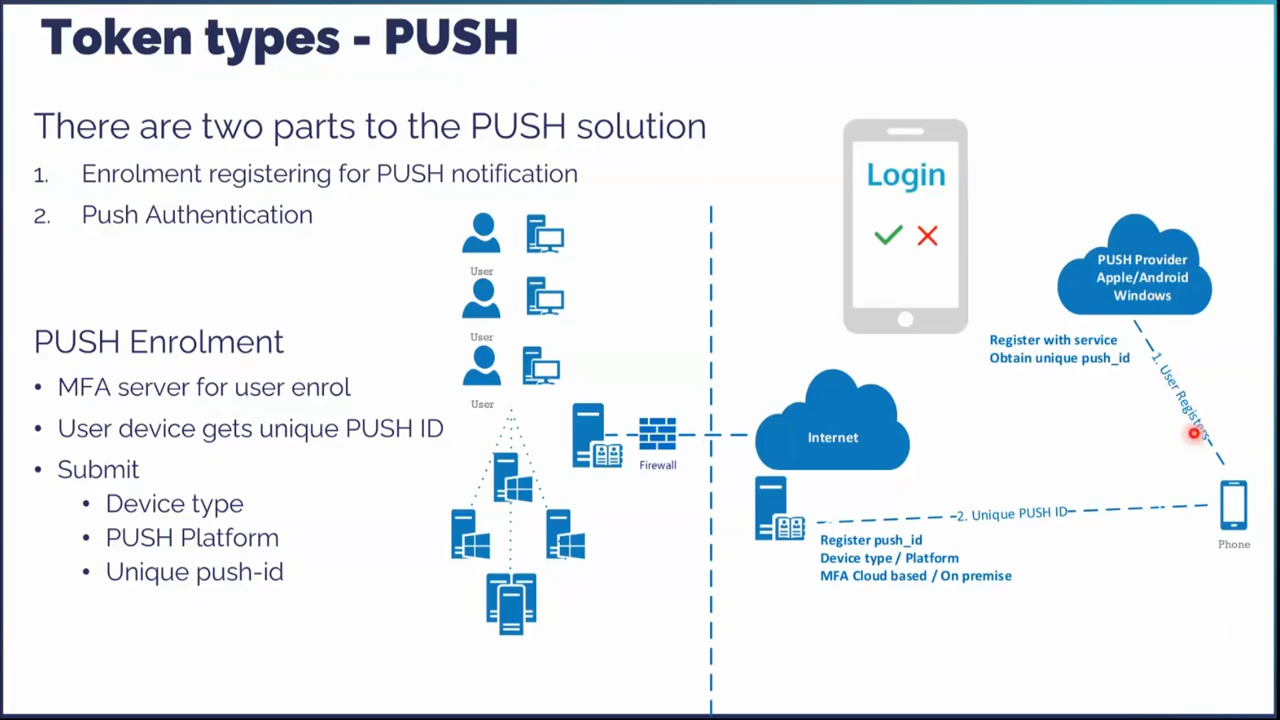 Token types - PUSH
There are two parts to the PUSH solution
1. Enrolment registering for PUSH notification
2. Push Authentication
PUSH Enrolment
• MFA server for user enrol
• User device gets unique PUSH ID
• Submit
• Device type
• PUSH Platform
• Unique push-id
User
User
User
Firewall
Login
Internet
PUSH Provider
Apple/Android
Windows
Register with service
Obtain unique push_id
1. User Registers
2. Unique PUSH ID
Phone
Register push_id
Device type / Platform
MFA Cloud based / On premise